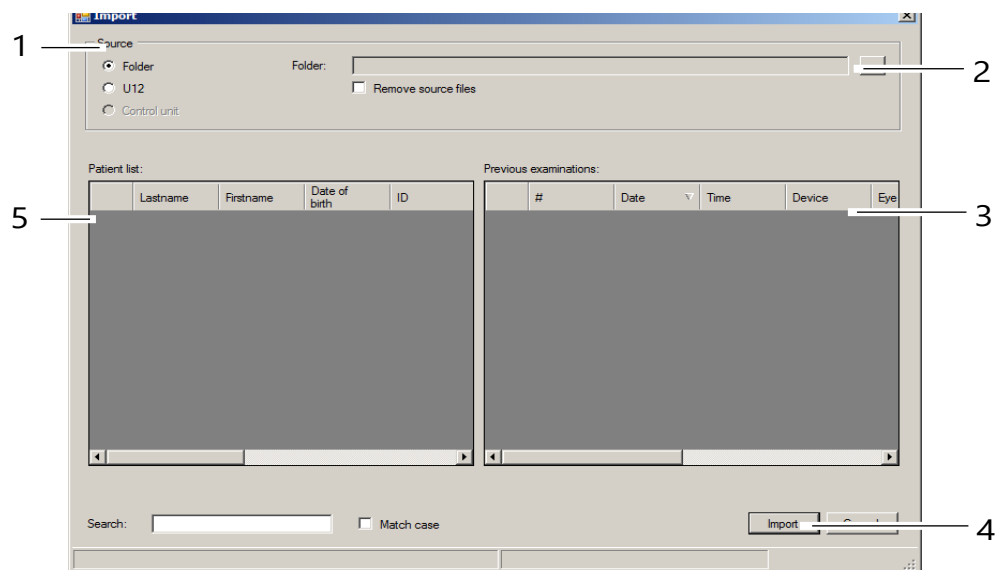 Import
1
Source
Folder
Folder:
2
U12
Remove source files
Control unit
Patient list:
Previous examinations:
Lastname
Firstname
Date of
birth
ID
#
Date
Time
Device
Eye
5
3
Search:
Match case
Import
4